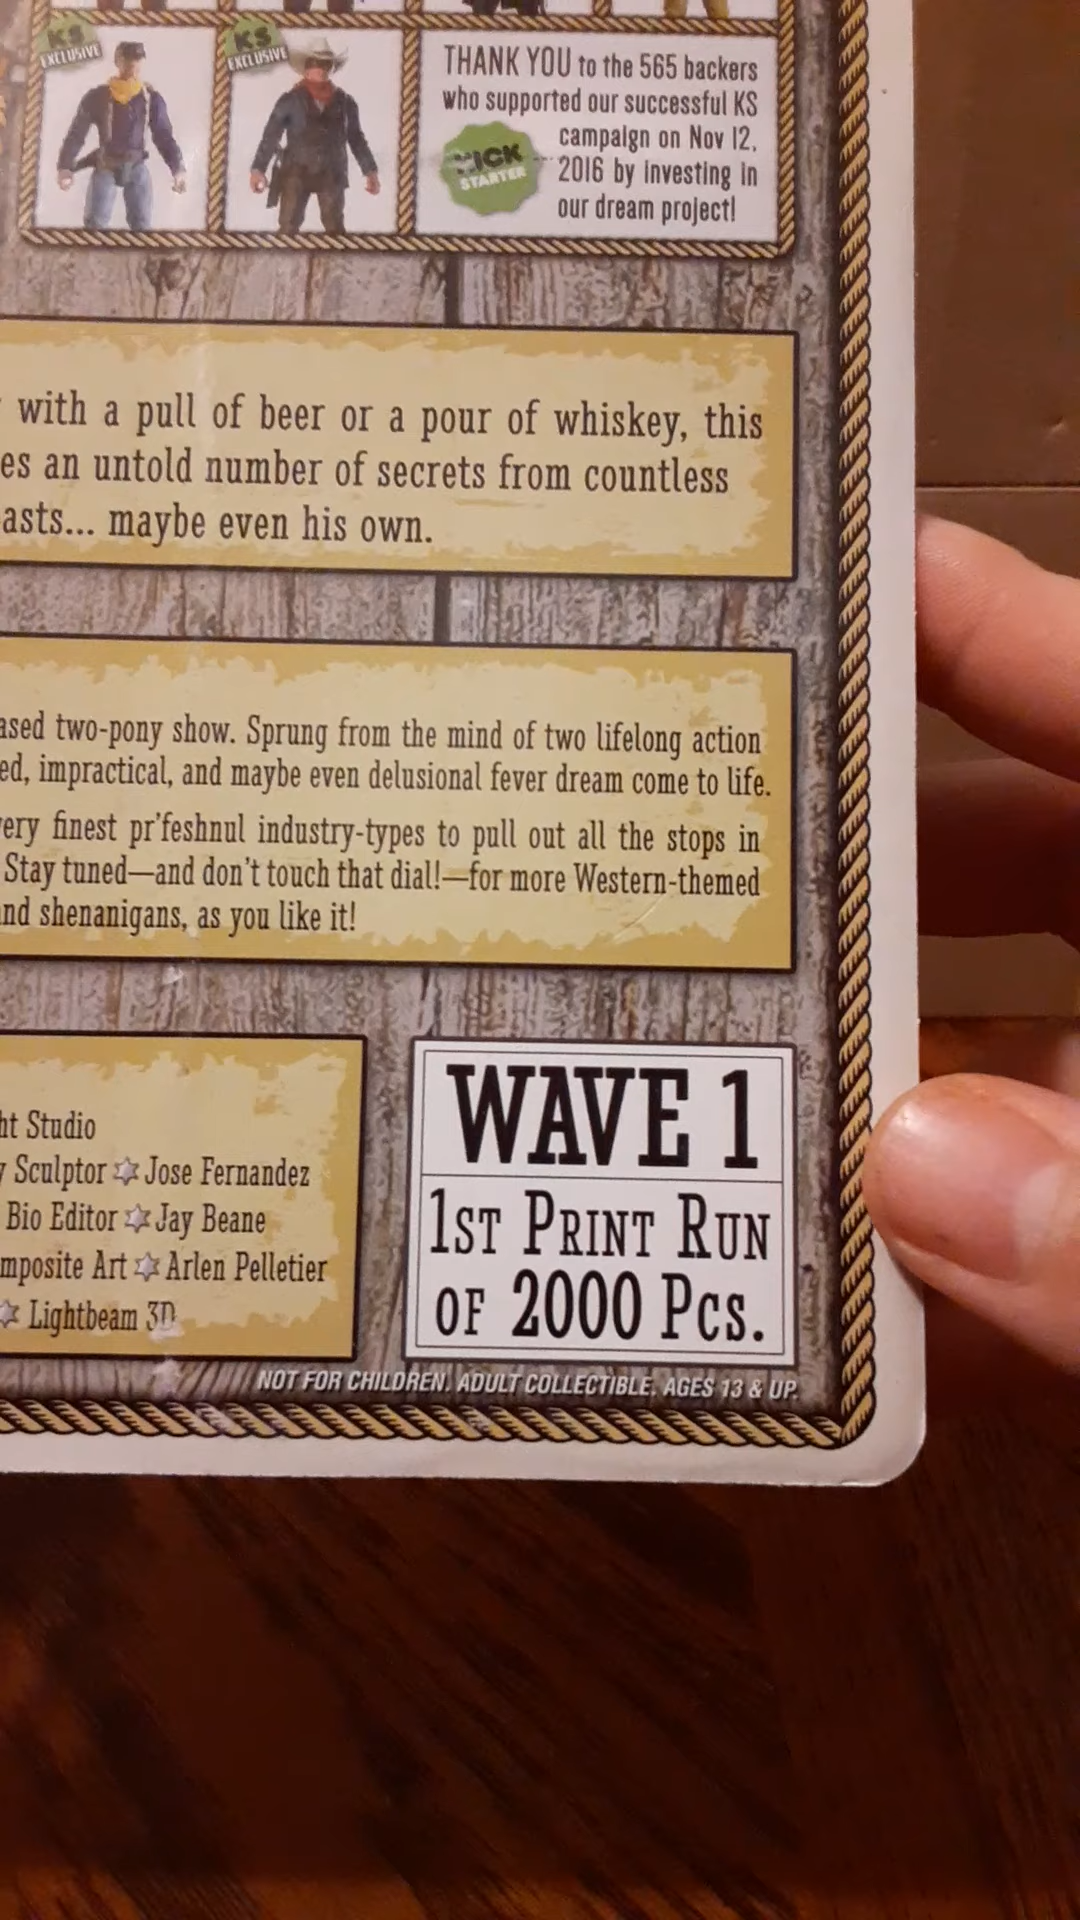 KS
EXCLUSIVE
KS
EXCLUSIVE
THANK YOU to the 565 backers
who supported our successful KS
campaign on Nov 12,
2016 by investing in
our dream project!
KICK
STARTER
with a pull of beer or a pour of whiskey, this
es an untold number of secrets from countless
asts... maybe even his own.
ased two-pony show. Sprung from the mind of two lifelong action
ed, impractical, and maybe even delusional fever dream come to life.
ery finest pr'feshnul industry-types to pull out all the stops in
Stay tuned—and don't touch that dial!—for more Western-themed
nd shenanigans, as you like it!
ht Studio
y Sculptor ✡ Jose Fernandez
Bio Editor ✡ Jay Beane
mposite Art ✡ Arlen Pelletier
✡ Lightbeam 3D
WAVE 1
1ST PRINT RUN
OF 2000 PCS.
NOT FOR CHILDREN. ADULT COLLECTIBLE. AGES 13 & UP.